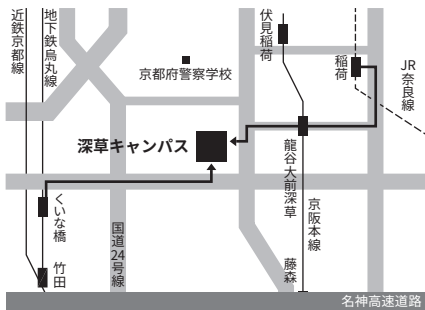 近鉄京都線
地下鉄烏丸線
伏見稲荷
稲荷
JR奈良線
京都府警察学校
深草キャンパス
龍谷大前深草
くいな橋
国道24号線
京阪本線
竹田
藤森
名神高速道路